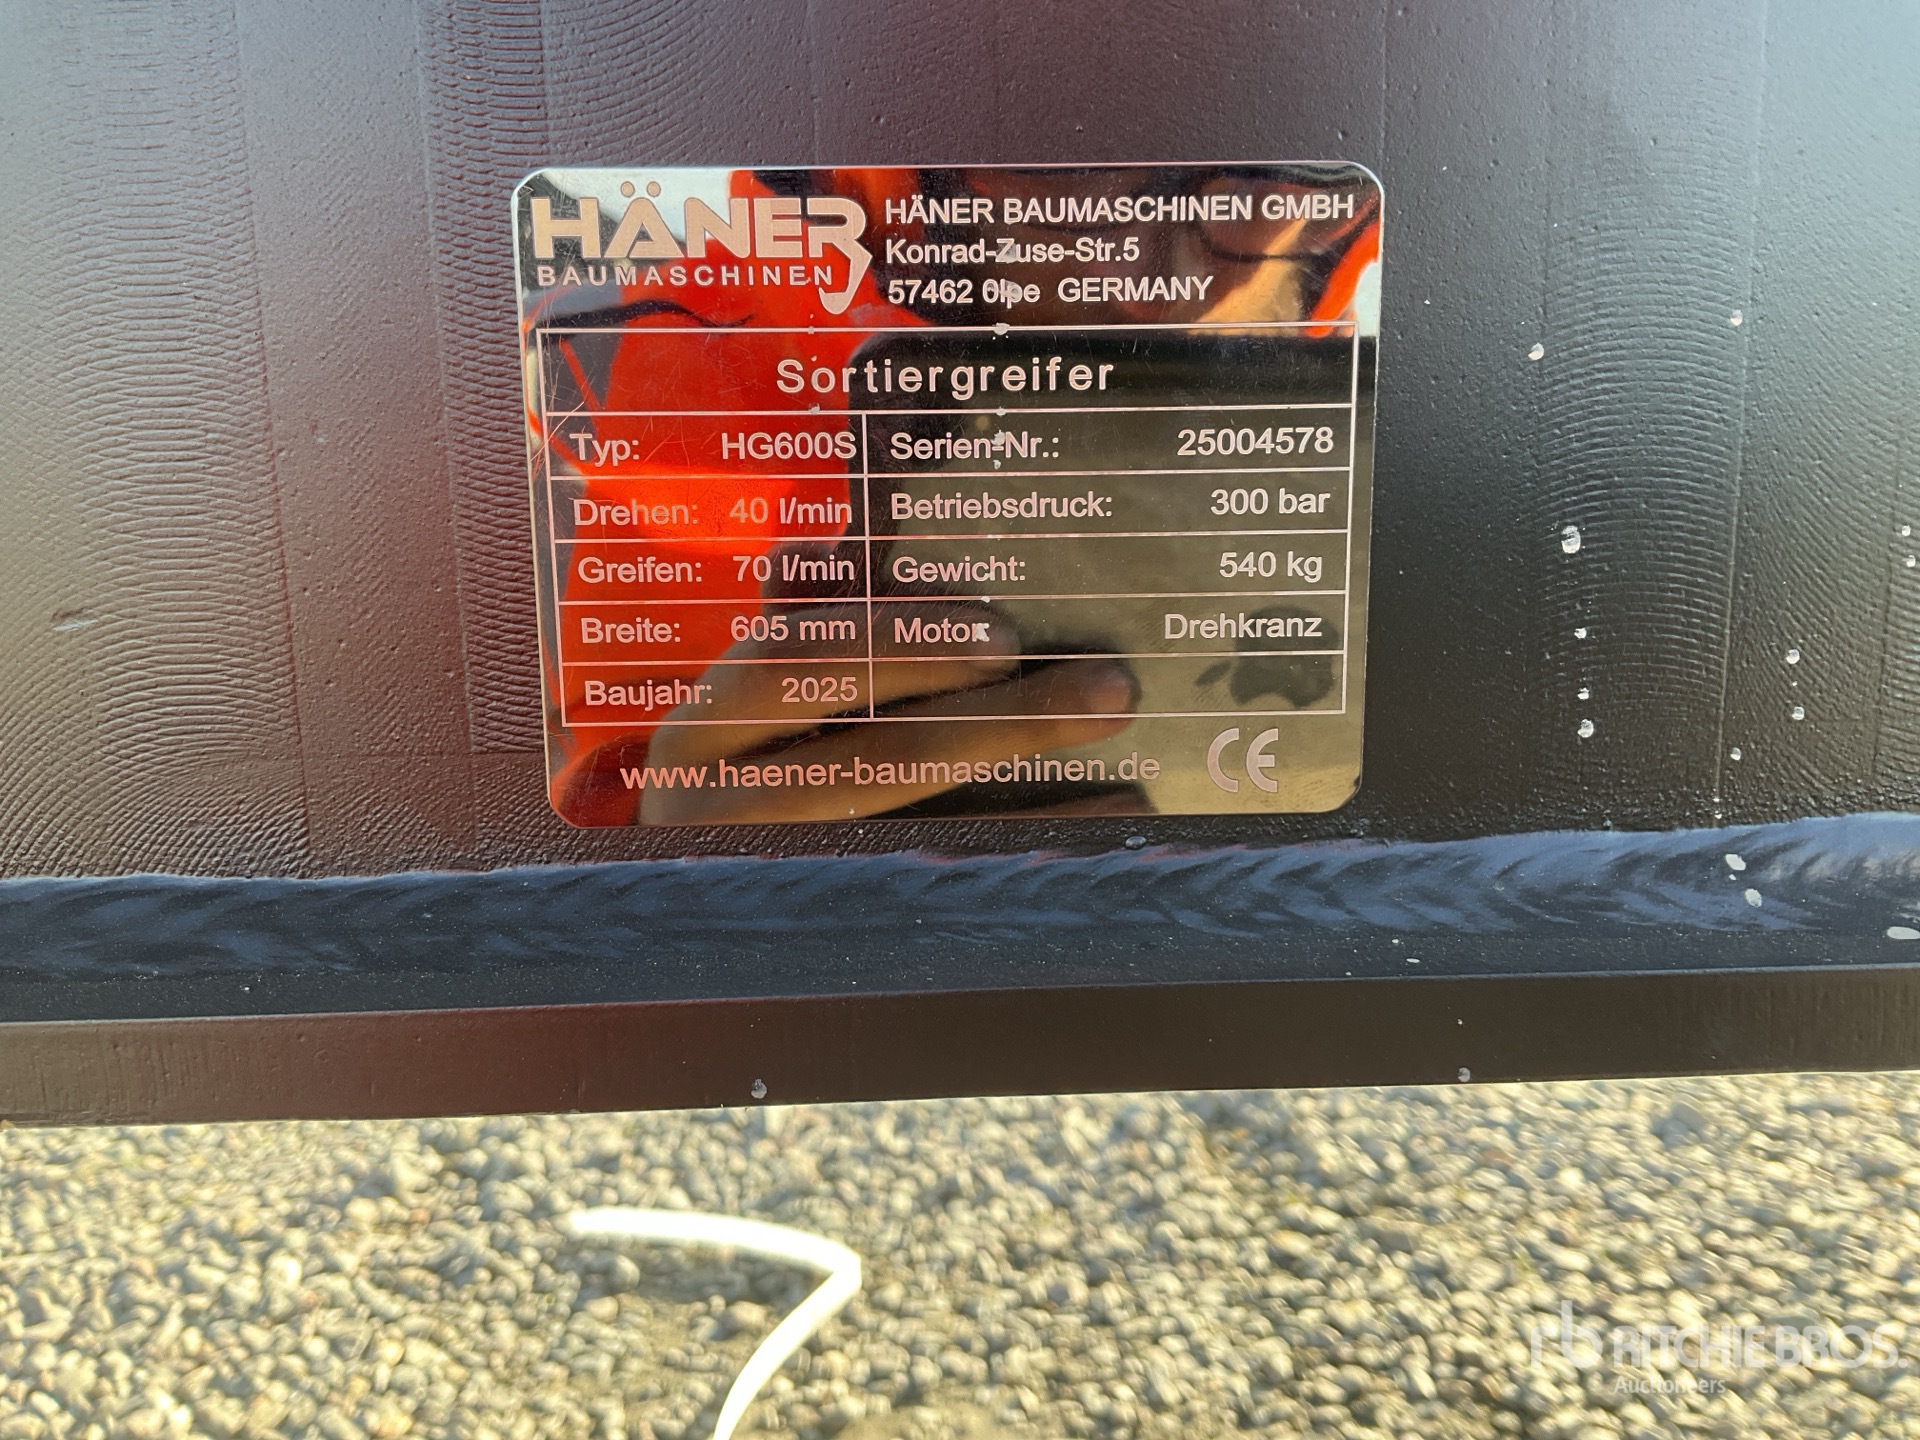 HÄNER
BAUMASCHINEN
HÄNER BAUMASCHINEN GMBH
Konrad-Zuse-Str.5
57462 Olpe GERMANY
Sortiergreifer
Typ: HG600S Serien-Nr.: 25004578
Drehen: 40 l/min Betriebsdruck: 300 bar
Greifen: 70 l/min Gewicht: 540 kg
Breite: 605 mm Motor: Drehkranz
Baujahr: 2025
www.haener-baumaschinen.de CE
rb RITCHIE BROS.
Auctioneers